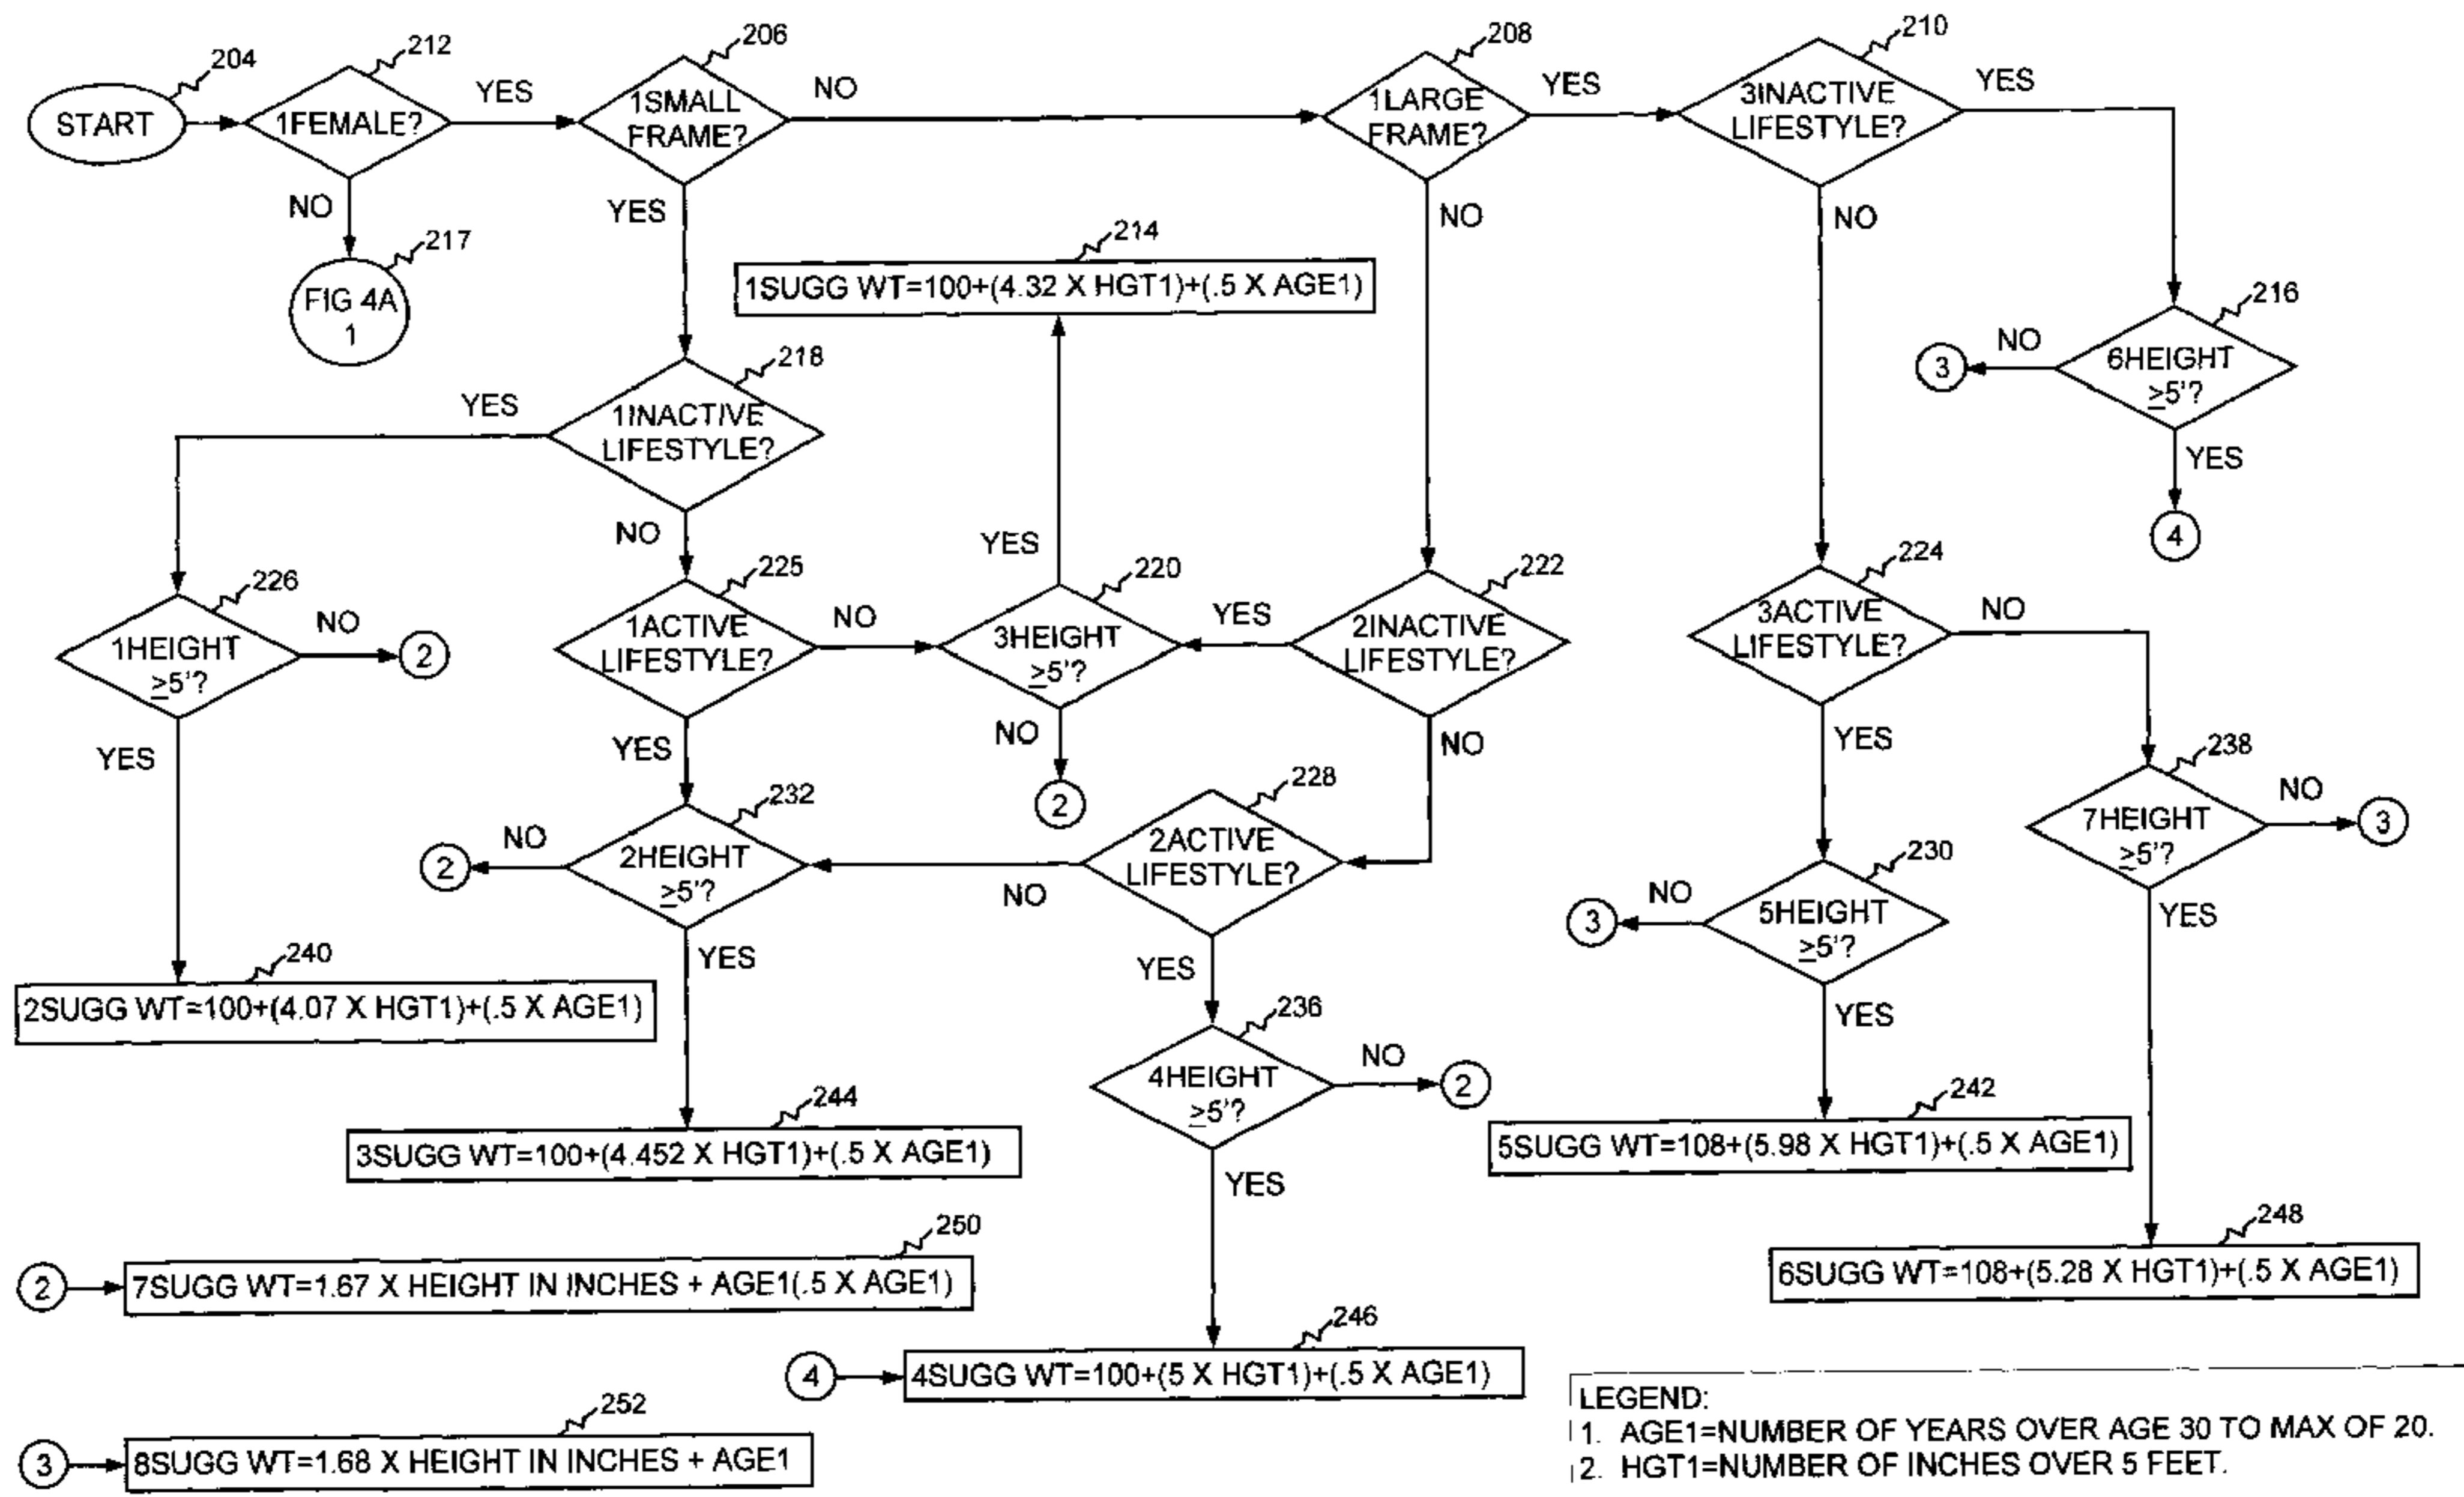 204
START
212
1FEMALE?
YES
NO
217
FIG 4A
1
206
1SMALL
FRAME?
NO
YES
208
1LARGE
FRAME?
YES
NO
210
3INACTIVE
LIFESTYLE?
YES
NO
214
1SUGG WT=100+(4.32 X HGT1)+(.5 X AGE1)
216
6HEIGHT
≥5'?
NO
3
YES
4
218
1INACTIVE
LIFESTYLE?
YES
NO
226
1HEIGHT
≥5'?
NO
2
YES
225
1ACTIVE
LIFESTYLE?
NO
YES
220
3HEIGHT
≥5'?
YES
NO
2
222
2INACTIVE
LIFESTYLE?
YES
NO
224
3ACTIVE
LIFESTYLE?
NO
YES
232
2HEIGHT
≥5'?
NO
2
YES
228
2ACTIVE
LIFESTYLE?
NO
YES
230
5HEIGHT
≥5'?
NO
3
YES
238
7HEIGHT
≥5'?
NO
3
YES
240
2SUGG WT=100+(4.07 X HGT1)+(.5 X AGE1)
236
4HEIGHT
≥5'?
NO
2
YES
244
3SUGG WT=100+(4.452 X HGT1)+(.5 X AGE1)
242
5SUGG WT=108+(5.98 X HGT1)+(.5 X AGE1)
248
6SUGG WT=108+(5.28 X HGT1)+(.5 X AGE1)
250
2
7SUGG WT=1.67 X HEIGHT IN INCHES + AGE1(.5 X AGE1)
246
4
4SUGG WT=100+(5 X HGT1)+(.5 X AGE1)
252
3
8SUGG WT=1.68 X HEIGHT IN INCHES + AGE1
LEGEND:
1. AGE1=NUMBER OF YEARS OVER AGE 30 TO MAX OF 20.
2. HGT1=NUMBER OF INCHES OVER 5 FEET.